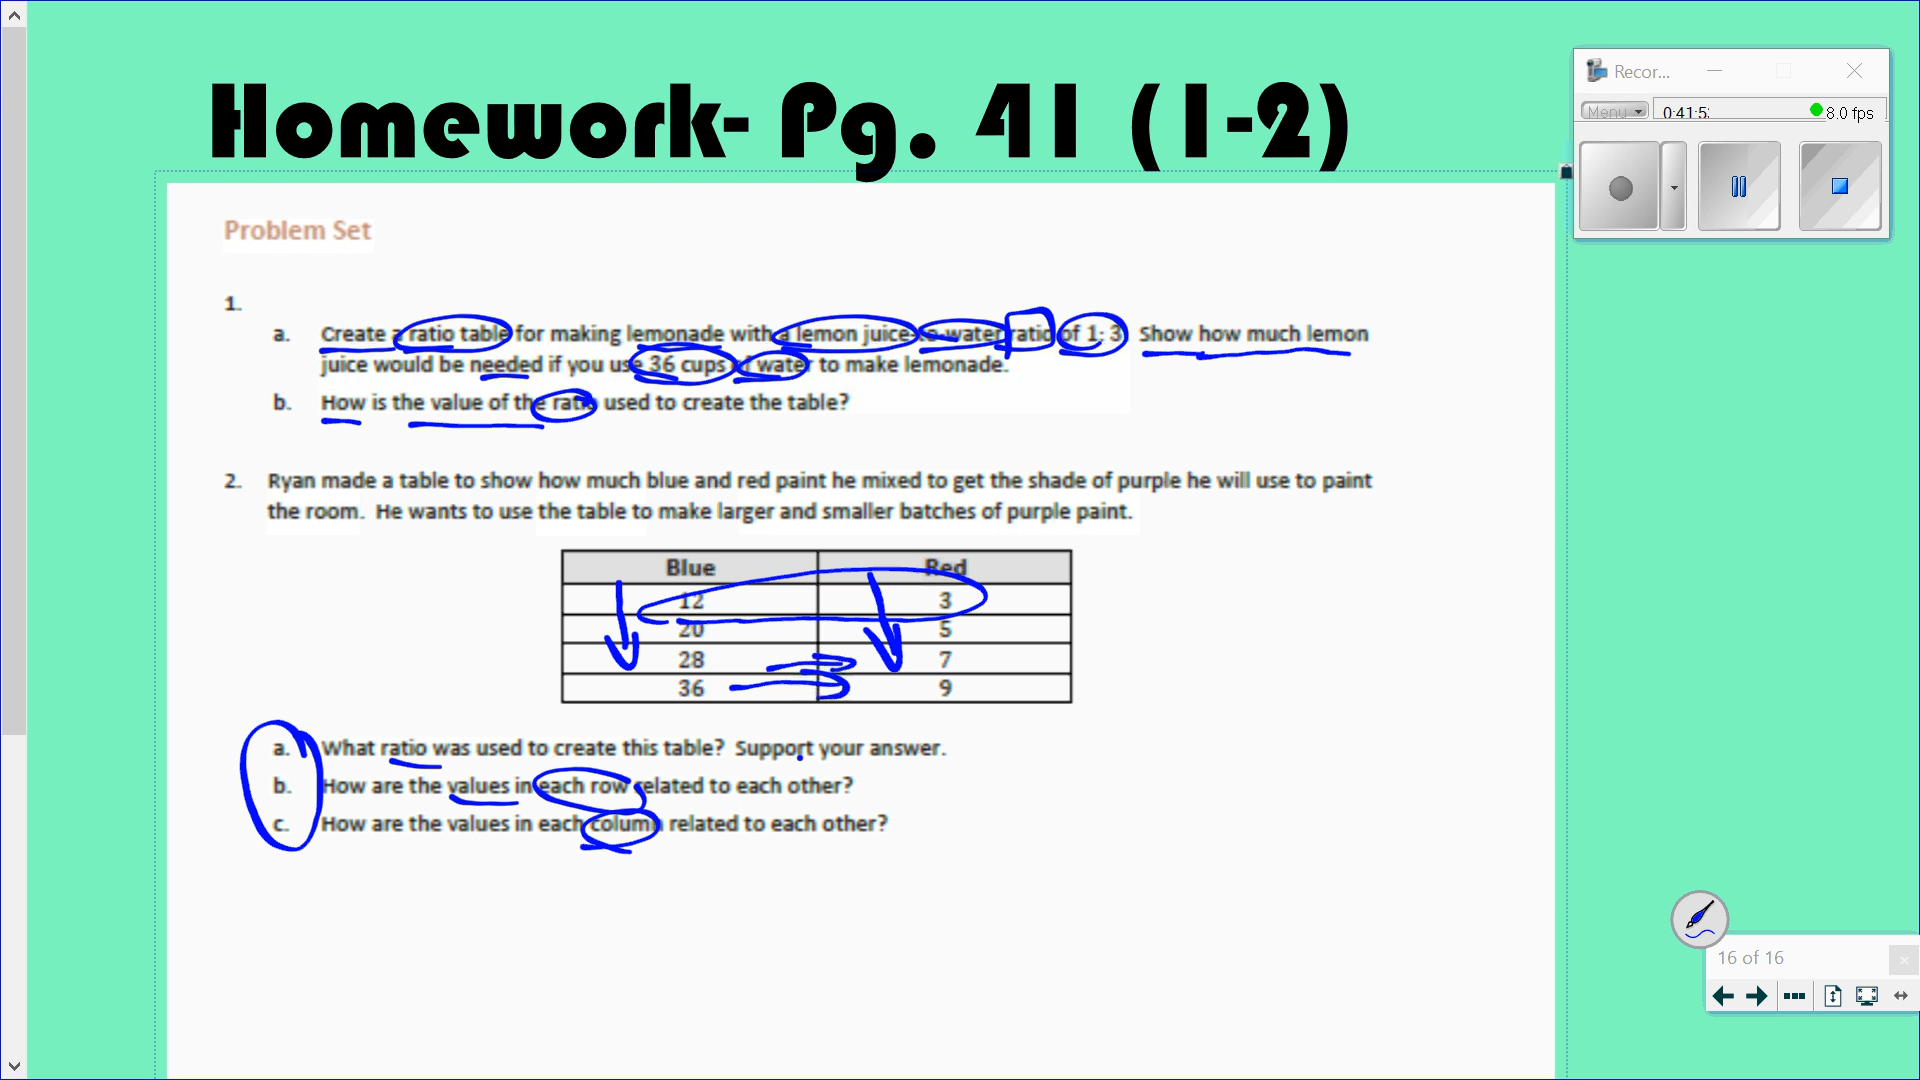 Homework- Pg. 41 (1-2)
Recor...
Menu
0:41:5
8.0 fps
Problem Set
1.
a. Create a ratio table for making lemonade with a lemon juice-to-water ratio of 1: 3. Show how much lemon
juice would be needed if you use 36 cups of water to make lemonade.
b. How is the value of the ratio used to create the table?
2. Ryan made a table to show how much blue and red paint he mixed to get the shade of purple he will use to paint
the room. He wants to use the table to make larger and smaller batches of purple paint.
Blue Red
12 3
20 5
28 7
36 9
a. What ratio was used to create this table? Support your answer.
b. How are the values in each row related to each other?
c. How are the values in each column related to each other?
16 of 16